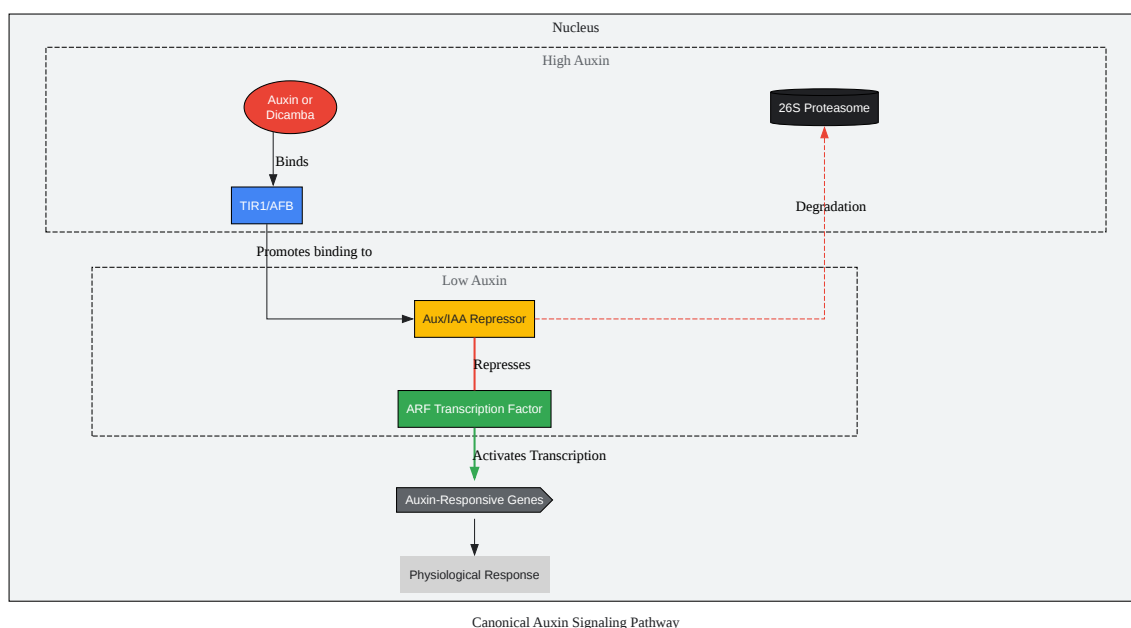 Nucleus
High Auxin
Auxin or
Dicamba
26S Proteasome
Binds
TIR1/AFB
Degradation
Promotes binding to
Low Auxin
Aux/IAA Repressor
Represses
ARF Transcription Factor
Activates Transcription
Auxin-Responsive Genes
Physiological Response
Canonical Auxin Signaling Pathway